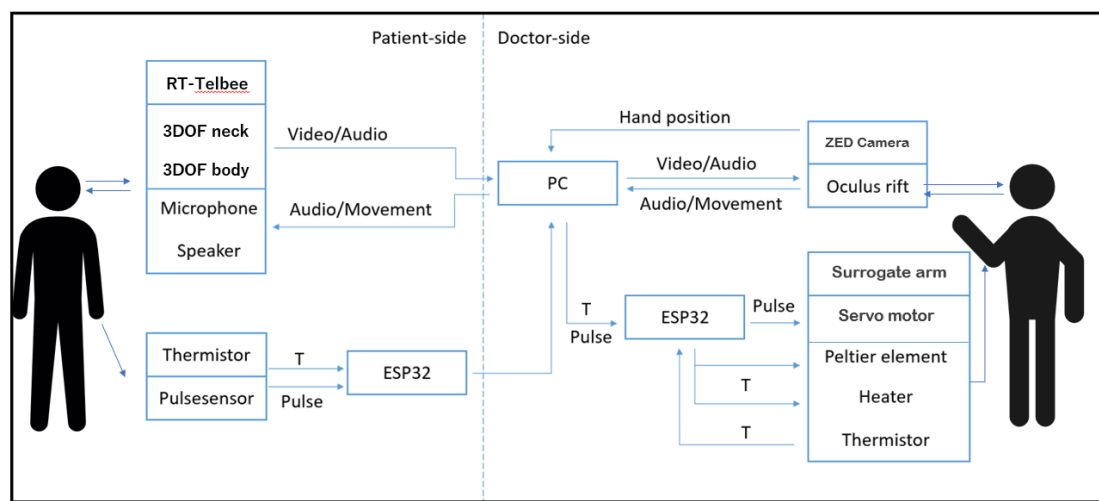 Patient-side
Doctor-side
RT-Telbee
3DOF neck
3DOF body
Microphone
Speaker
Video/Audio
Audio/Movement
Thermistor
Pulsesensor
T
Pulse
ESP32
PC
Hand position
Video/Audio
Audio/Movement
ZED Camera
Oculus rift
T
Pulse
ESP32
Pulse
T
T
Surrogate arm
Servo motor
Peltier element
Heater
Thermistor